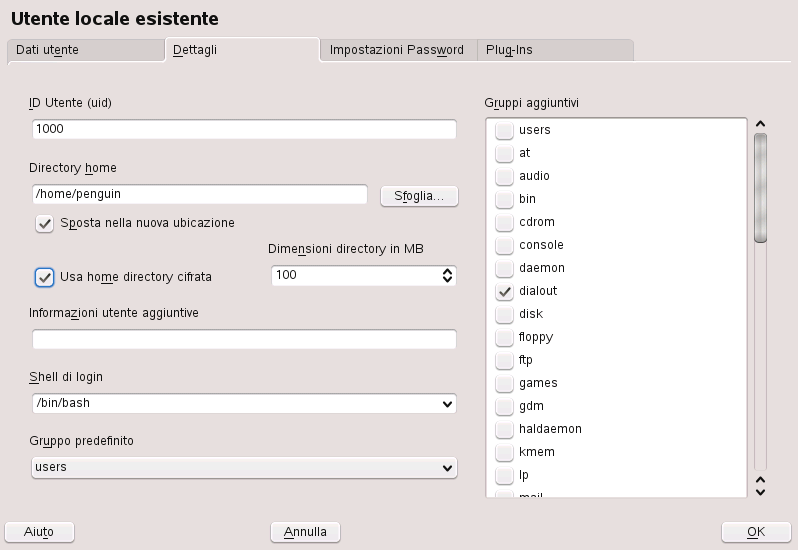 Utente locale esistente
Dati utente
Dettagli
Impostazioni Password
Plug-Ins
ID Utente (uid)
1000
Directory home
/home/penguin
Sfoglia...
Sposta nella nuova ubicazione
Dimensioni directory in MB
Usa home directory cifrata
100
Informazioni utente aggiuntive
Shell di login
/bin/bash
Gruppo predefinito
users
Gruppi aggiuntivi
users
at
audio
bin
cdrom
console
daemon
dialout
disk
floppy
ftp
games
gdm
haldaemon
kmem
lp
mail
Aiuto
Annulla
OK